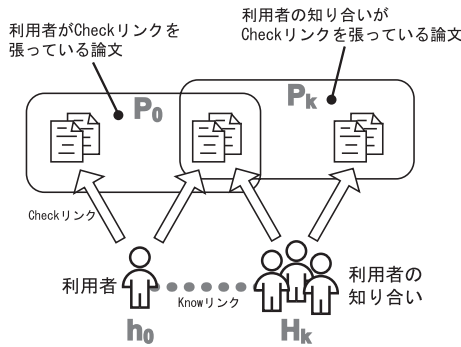 利用者がCheckリンクを
張っている論文
利用者の知り合いが
Checkリンクを張っている論文
P0
Pk
Checkリンク
利用者
Knowリンク
利用者の
知り合い
h0
Hk